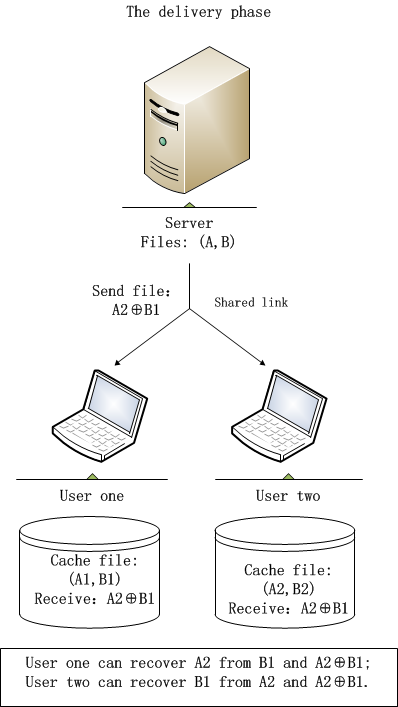 The delivery phase
Server
Files: (A,B)
Send file:
A2⊕B1
Shared link
User one
User two
Cache file:
(A1,B1)
Receive: A2⊕B1
Cache file:
(A2,B2)
Receive: A2⊕B1
User one can recover A2 from B1 and A2⊕B1;
User two can recover B1 from A2 and A2⊕B1.